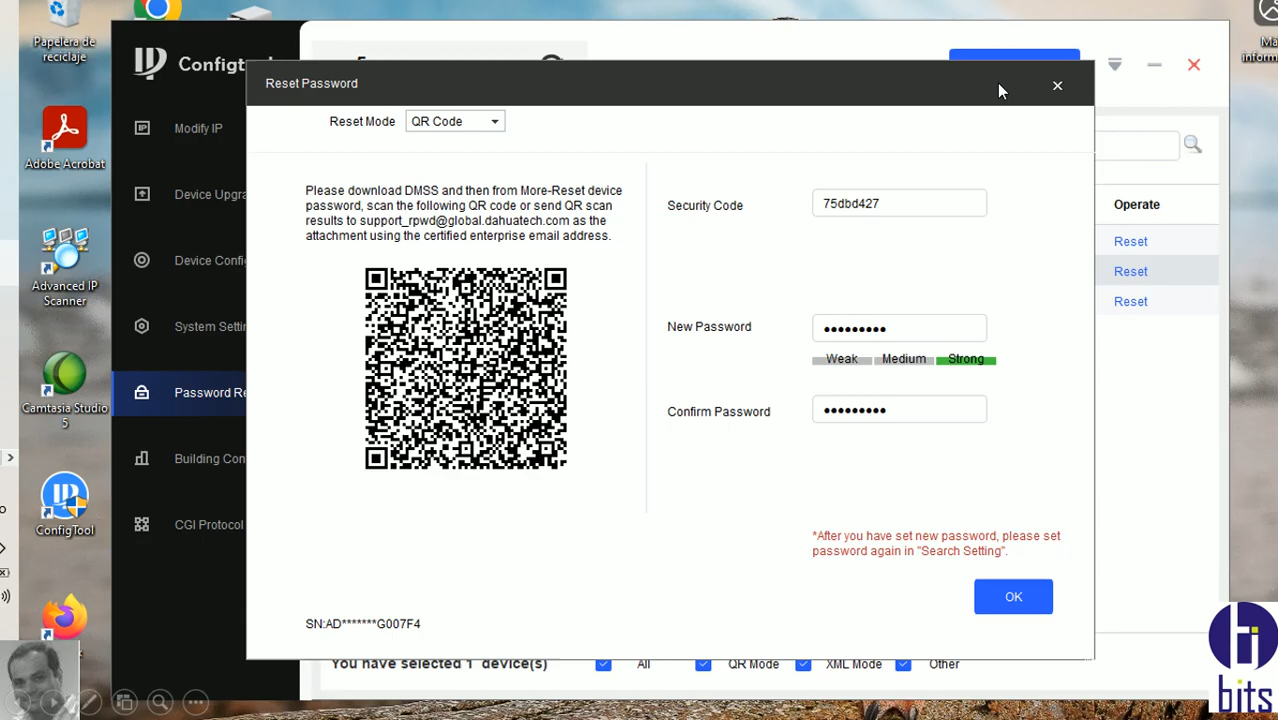 Papelera de
reciclaje
Adobe Acrobat
Advanced IP
Scanner
Camtasia Studio
5
ConfigTool
Modify IP
Device Upgra
Device Confi
System Settin
Password Re
Building Con
CGI Protocol
Reset Password
Reset Mode
QR Code
Please download DMSS and then from More-Reset device
password, scan the following QR code or send QR scan
results to support_rpwd@global.dahuatech.com as the
attachment using the certified enterprise email address.
SN:AD*******G007F4
Security Code
75dbd427
New Password
Weak Medium Strong
Confirm Password
*After you have set new password, please set
password again in "Search Setting".
OK
Operate
Reset
Reset
Reset
You have selected 1 device(s)
All
QR Mode
XML Mode
Other
bits